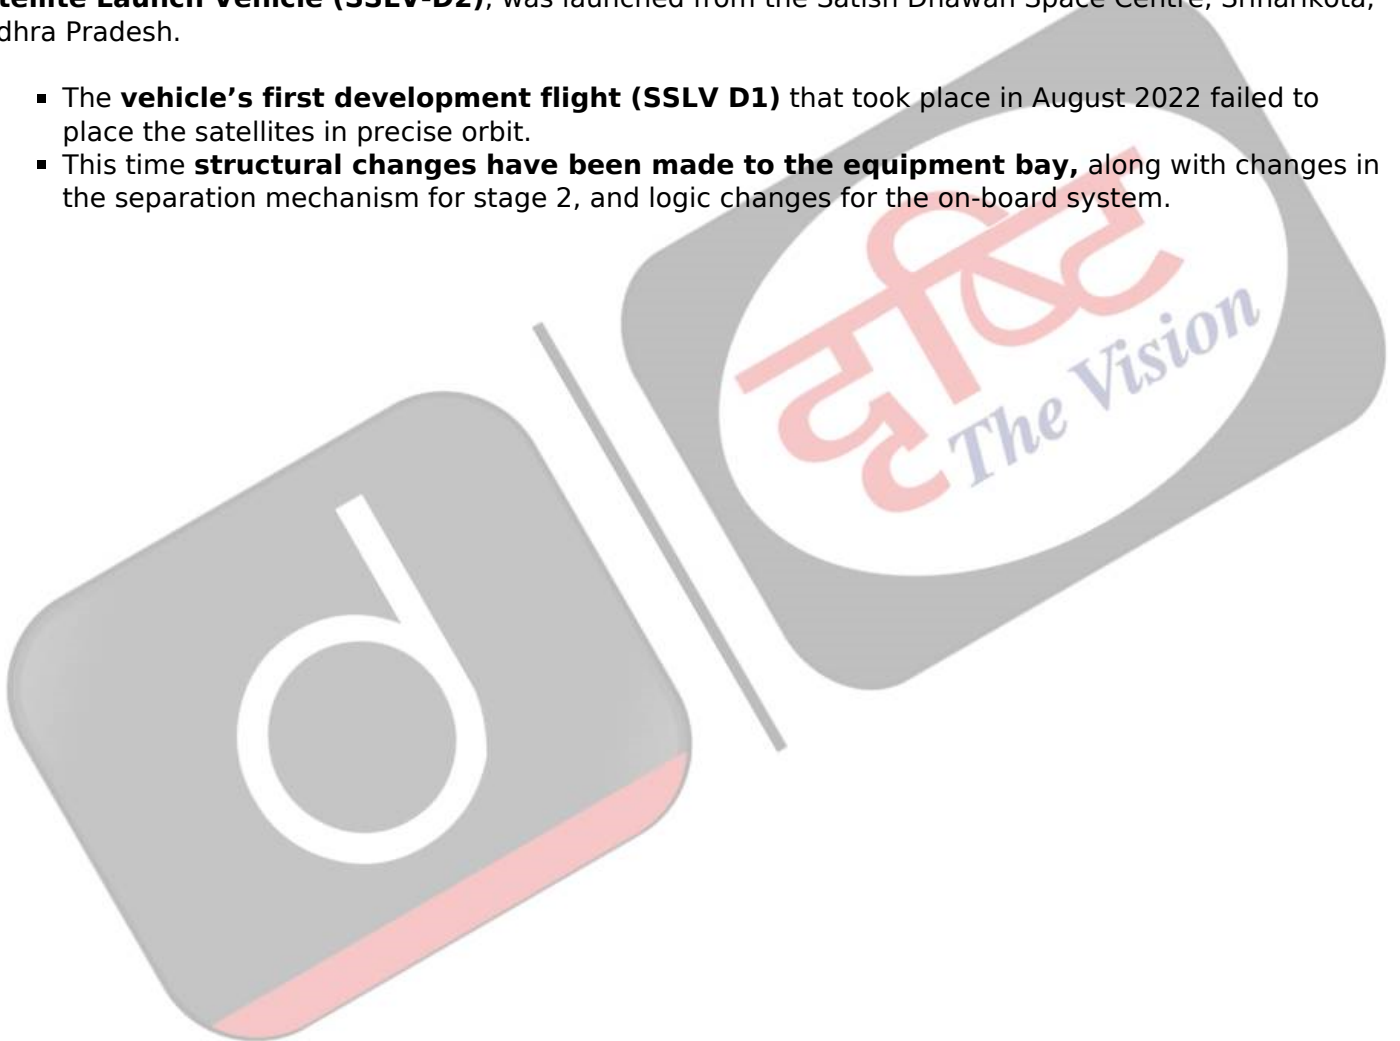 tellite Launch Vehicle (SSLV-D2), was launched from the Satish Dhawan Space Centre, Sriharikota,
dhra Pradesh.
▪ The vehicle’s first development flight (SSLV D1) that took place in August 2022 failed to
place the satellites in precise orbit.
▪ This time structural changes have been made to the equipment bay, along with changes in
the separation mechanism for stage 2, and logic changes for the on-board system.
दृष्टि
The Vision
d